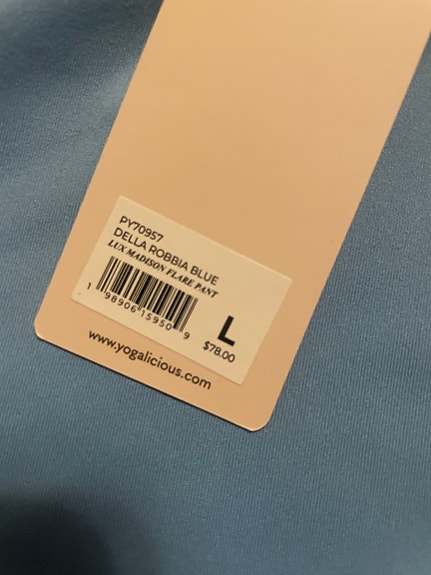 PY70957
DELLA ROBBIA BLUE
LUX MADISON FLARE PANT
1 98906 15950 9
L
$78.00
www.yogalicious.com